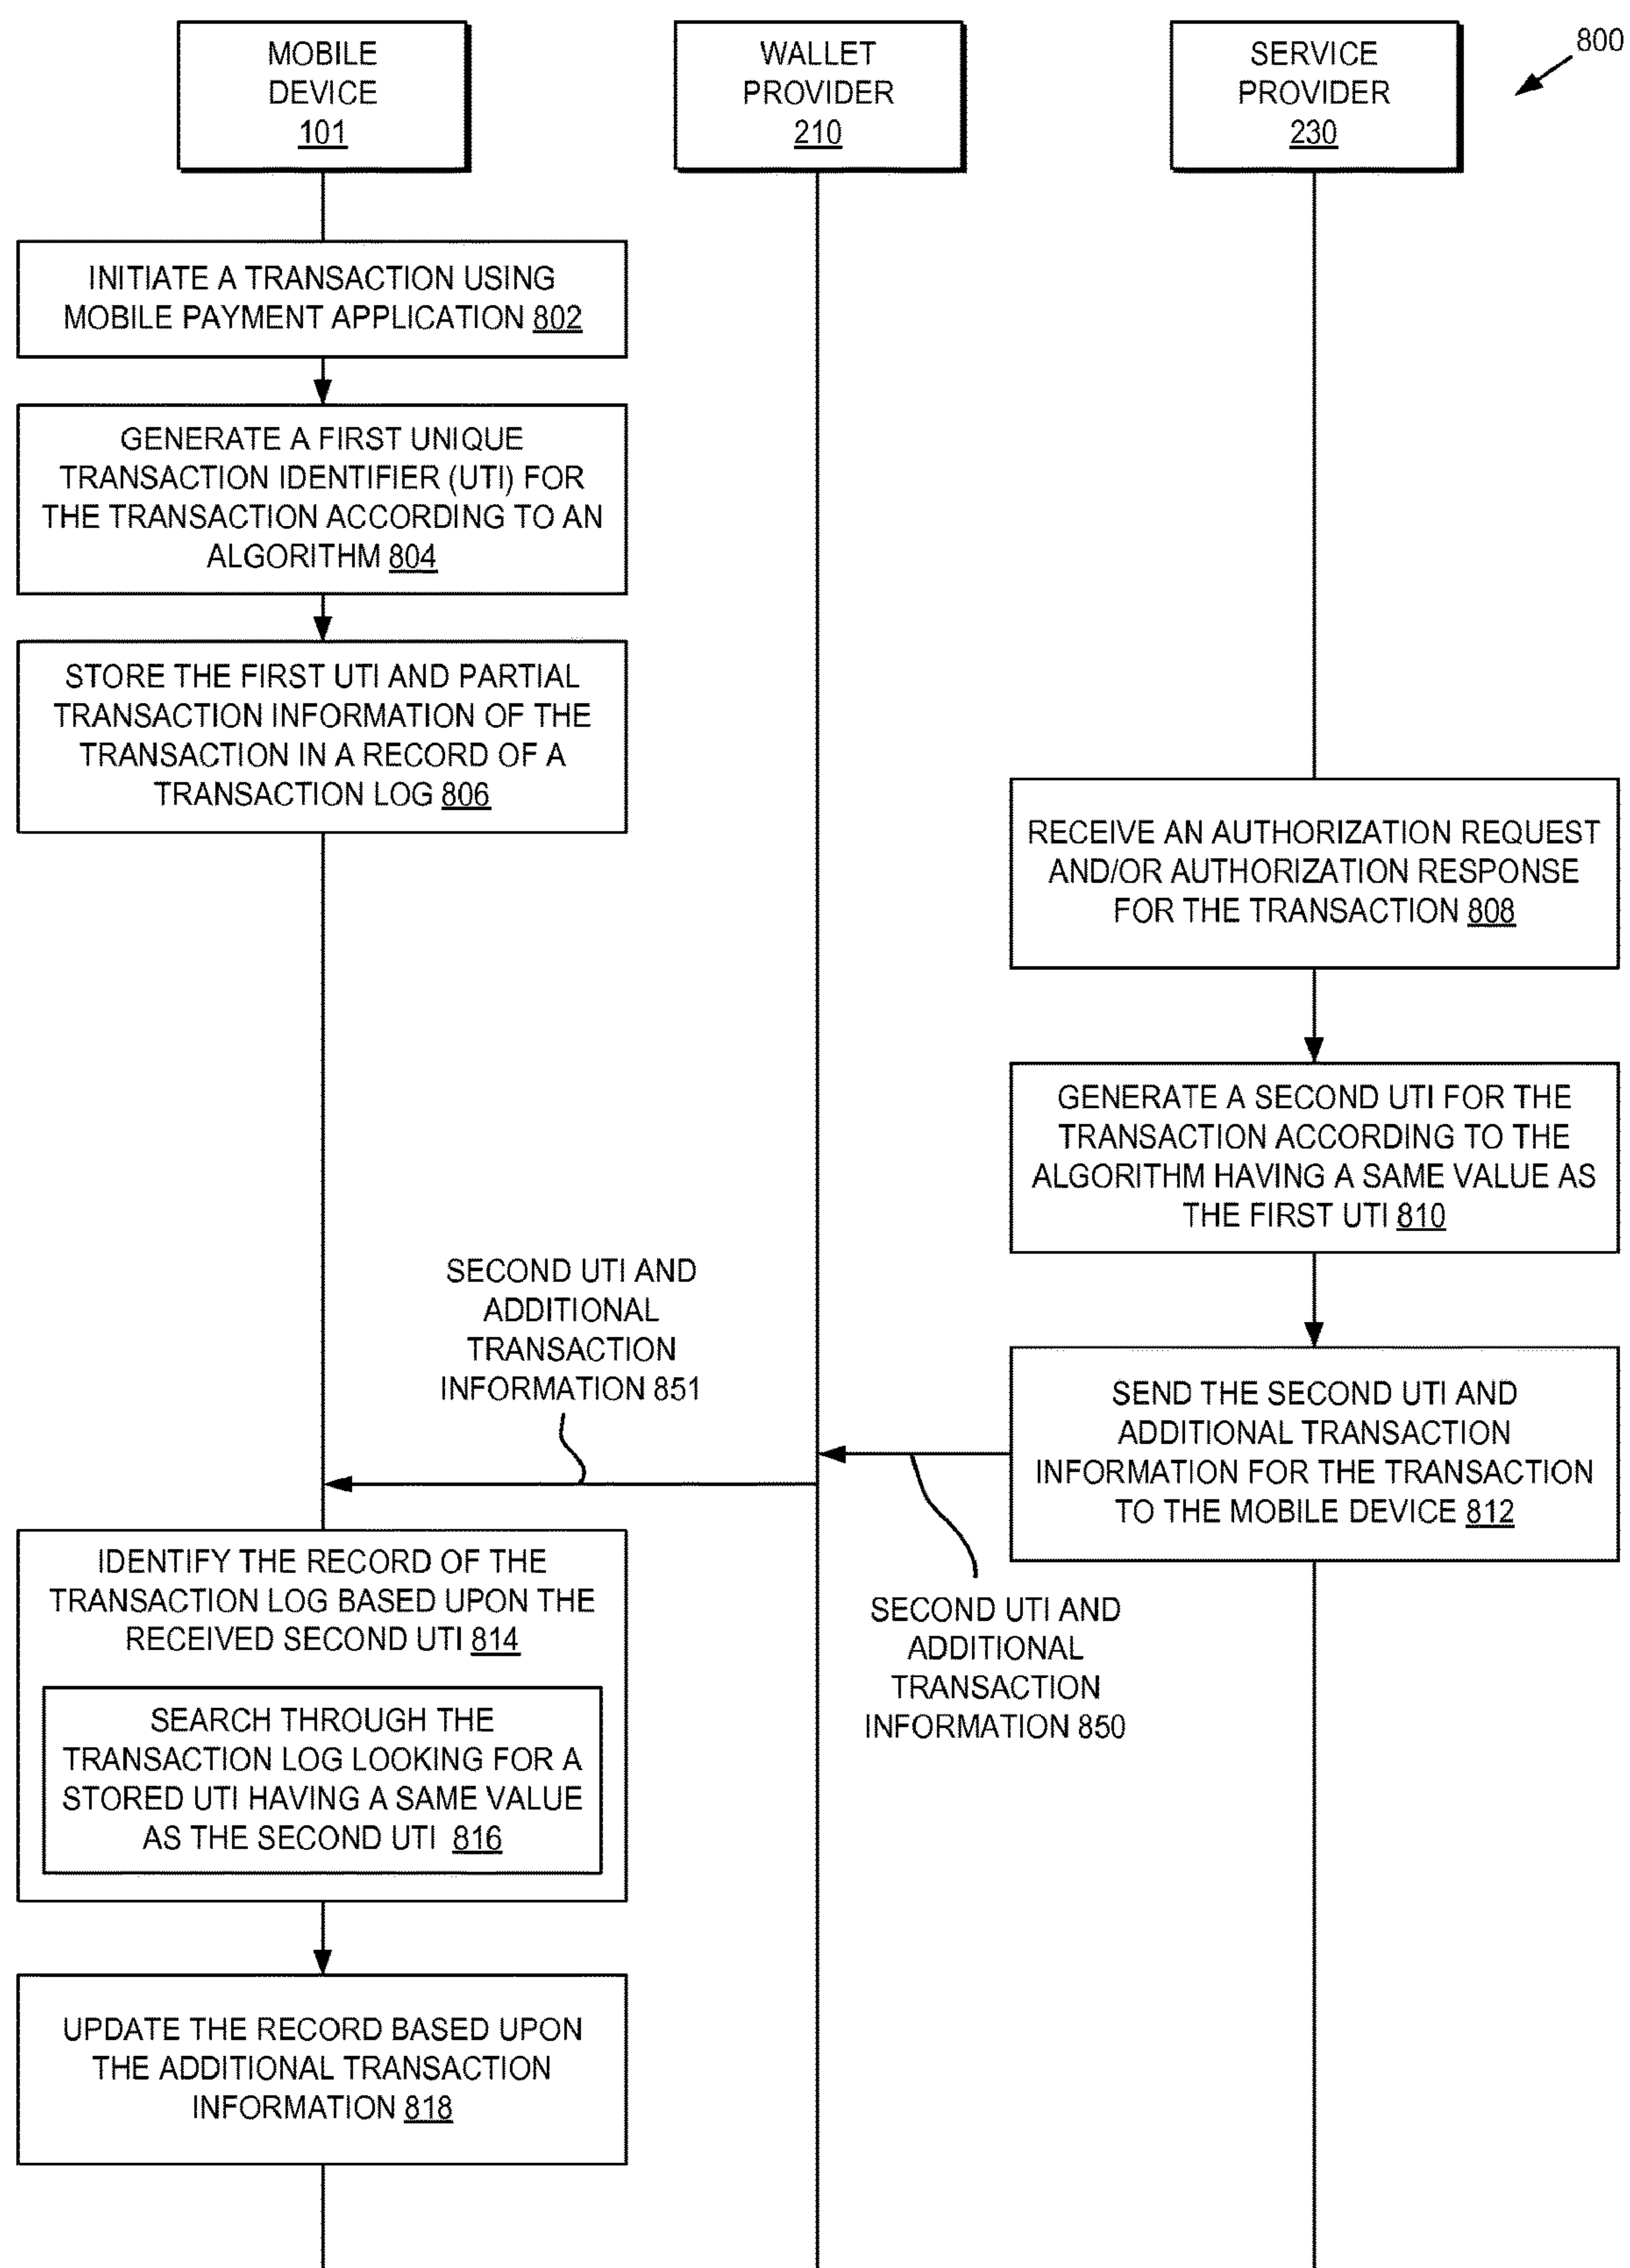 MOBILE
DEVICE
101
WALLET
PROVIDER
210
SERVICE
PROVIDER
230
800
INITIATE A TRANSACTION USING
MOBILE PAYMENT APPLICATION 802
GENERATE A FIRST UNIQUE
TRANSACTION IDENTIFIER (UTI) FOR
THE TRANSACTION ACCORDING TO AN
ALGORITHM 804
STORE THE FIRST UTI AND PARTIAL
TRANSACTION INFORMATION OF THE
TRANSACTION IN A RECORD OF A
TRANSACTION LOG 806
RECEIVE AN AUTHORIZATION REQUEST
AND/OR AUTHORIZATION RESPONSE
FOR THE TRANSACTION 808
GENERATE A SECOND UTI FOR THE
TRANSACTION ACCORDING TO THE
ALGORITHM HAVING A SAME VALUE AS
THE FIRST UTI 810
SECOND UTI AND
ADDITIONAL
TRANSACTION
INFORMATION 851
SEND THE SECOND UTI AND
ADDITIONAL TRANSACTION
INFORMATION FOR THE TRANSACTION
TO THE MOBILE DEVICE 812
SECOND UTI AND
ADDITIONAL
TRANSACTION
INFORMATION 850
IDENTIFY THE RECORD OF THE
TRANSACTION LOG BASED UPON THE
RECEIVED SECOND UTI 814
SEARCH THROUGH THE
TRANSACTION LOG LOOKING FOR A
STORED UTI HAVING A SAME VALUE
AS THE SECOND UTI 816
UPDATE THE RECORD BASED UPON
THE ADDITIONAL TRANSACTION
INFORMATION 818